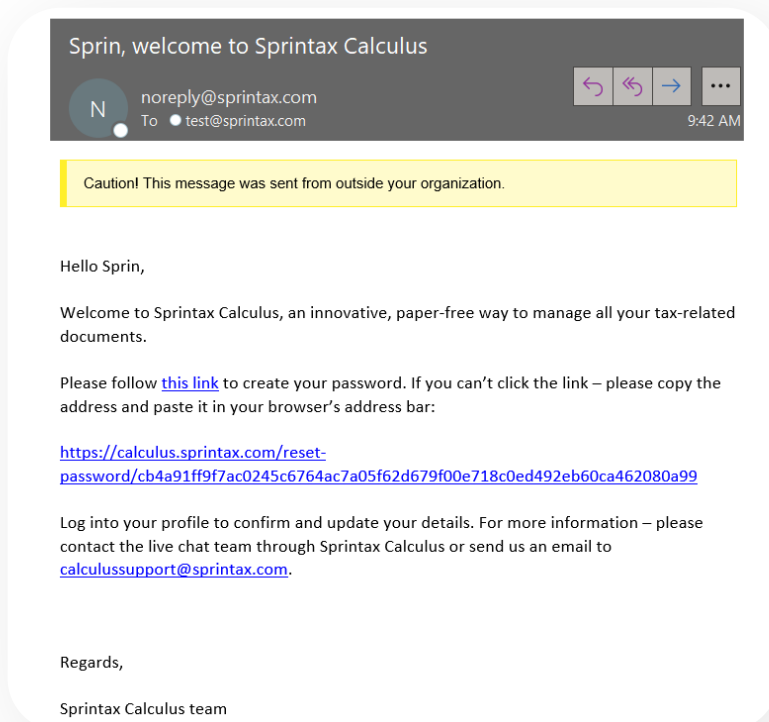 Sprin, welcome to Sprintax Calculus
N
noreply@sprintax.com
To test@sprintax.com
9:42 AM
Caution! This message was sent from outside your organization.
Hello Sprin,
Welcome to Sprintax Calculus, an innovative, paper-free way to manage all your tax-related
documents.
Please follow this link to create your password. If you can’t click the link – please copy the
address and paste it in your browser’s address bar:
https://calculus.sprintax.com/reset-
password/cb4a91ff9f7ac0245c6764ac7a05f62d679f00e718c0ed492eb60ca462080a99
Log into your profile to confirm and update your details. For more information – please
contact the live chat team through Sprintax Calculus or send us an email to
calculussupport@sprintax.com.
Regards,
Sprintax Calculus team